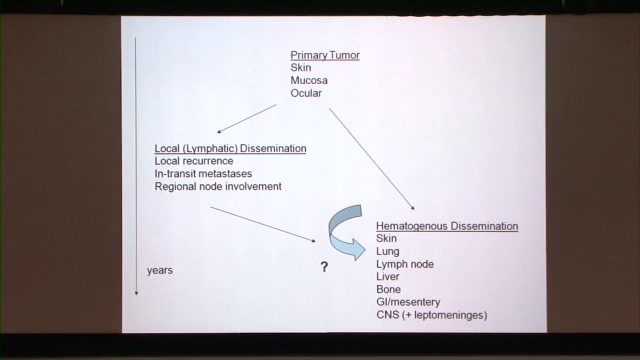 Primary Tumor
Skin
Mucosa
Ocular
Local (Lymphatic) Dissemination
Local recurrence
In-transit metastases
Regional node involvement
Hematogenous Dissemination
Skin
Lung
Lymph node
Liver
Bone
GI/mesentery
CNS (+ leptomeninges)
?
years